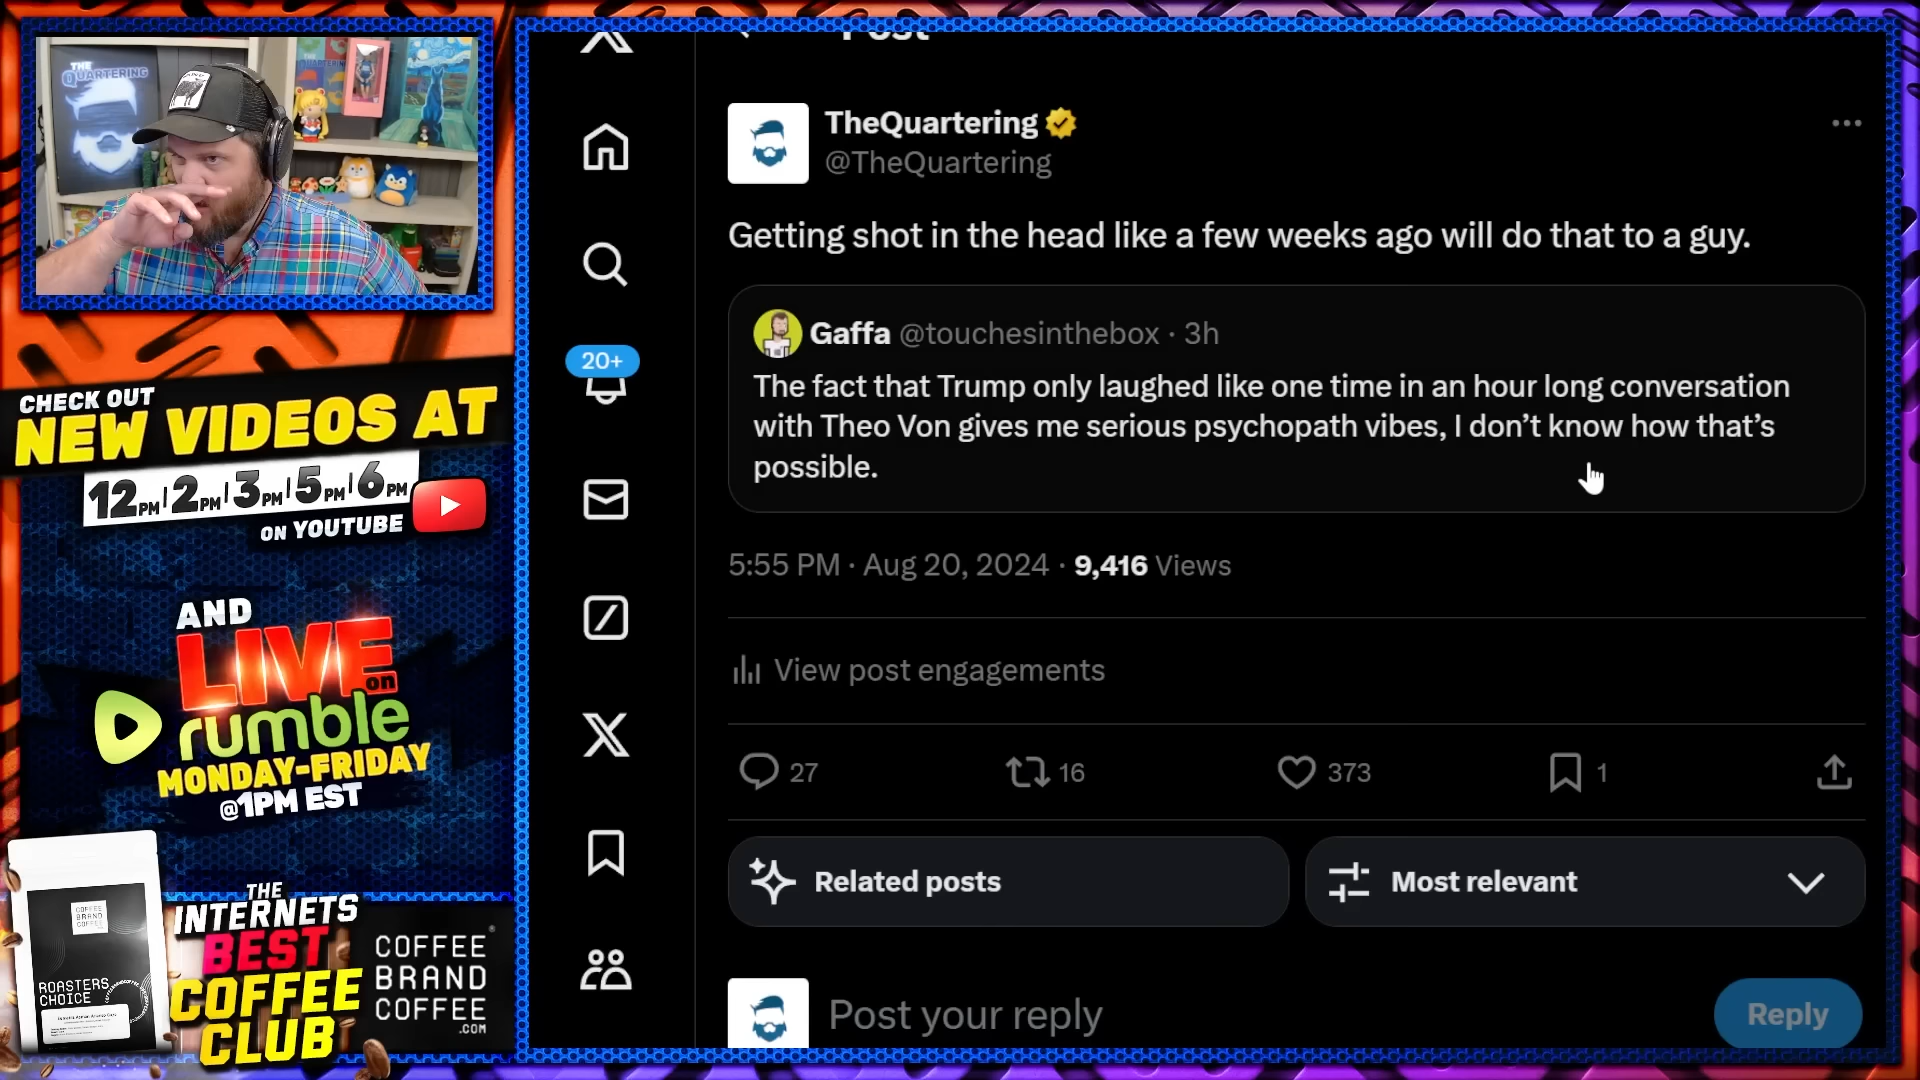 THE
QUARTERING
CHECK OUT
NEW VIDEOS AT
12PM | 2PM | 3PM | 5PM | 6PM
ON YOUTUBE
AND
LIVE
on
rumble
MONDAY-FRIDAY
@1PM EST
COFFEE
BRAND
COFFEE
ROASTERS
CHOICE
THE
INTERNETS
BEST
COFFEE
CLUB
COFFEE
BRAND
COFFEE
.COM
Post
TheQuartering
@TheQuartering
Getting shot in the head like a few weeks ago will do that to a guy.
Gaffa @touchesinthebox · 3h
The fact that Trump only laughed like one time in an hour long conversation
with Theo Von gives me serious psychopath vibes, I don’t know how that’s
possible.
5:55 PM · Aug 20, 2024 · 9,416 Views
View post engagements
27 16 373 1
Related posts
Most relevant
Post your reply
Reply
20+